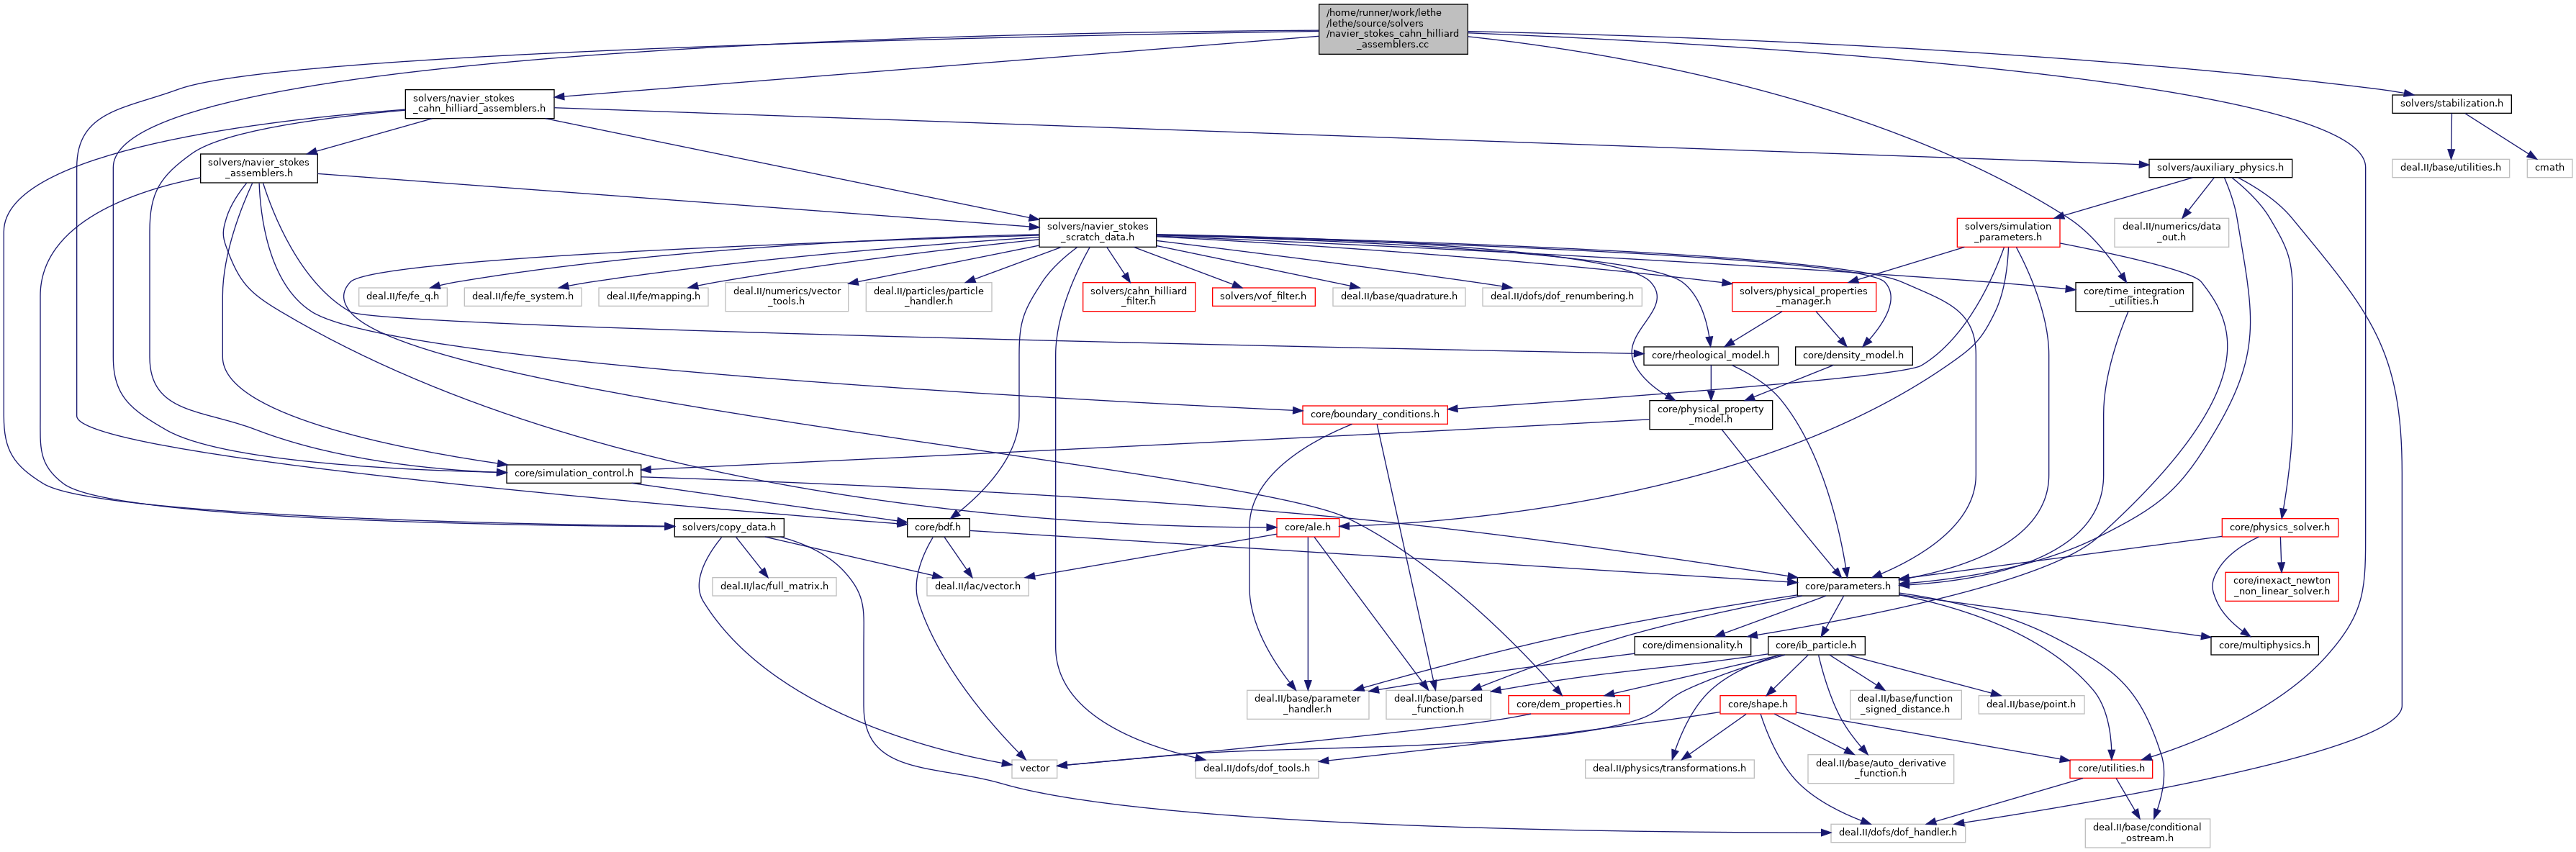 /home/runner/work/lethe
/lethe/source/solvers
/navier_stokes_cahn_hilliard
_assemblers.cc
solvers/navier_stokes
_cahn_hilliard_assemblers.h
solvers/stabilization.h
solvers/navier_stokes
_assemblers.h
solvers/auxiliary_physics.h
deal.II/base/utilities.h
cmath
solvers/navier_stokes
_scratch_data.h
solvers/simulation
_parameters.h
deal.II/numerics/data
_out.h
deal.II/fe/fe_q.h
deal.II/fe/fe_system.h
deal.II/fe/mapping.h
deal.II/numerics/vector
_tools.h
deal.II/particles/particle
_handler.h
solvers/cahn_hilliard
_filter.h
solvers/vof_filter.h
deal.II/base/quadrature.h
deal.II/dofs/dof_renumbering.h
solvers/physical_properties
_manager.h
core/time_integration
_utilities.h
core/rheological_model.h
core/density_model.h
core/boundary_conditions.h
core/physical_property
_model.h
core/simulation_control.h
solvers/copy_data.h
core/bdf.h
core/ale.h
core/physics_solver.h
deal.II/lac/full_matrix.h
deal.II/lac/vector.h
core/parameters.h
core/inexact_newton
_non_linear_solver.h
core/dimensionality.h
core/ib_particle.h
core/multiphysics.h
deal.II/base/parameter
_handler.h
deal.II/base/parsed
_function.h
core/dem_properties.h
core/shape.h
deal.II/base/function
_signed_distance.h
deal.II/base/point.h
vector
deal.II/dofs/dof_tools.h
deal.II/physics/transformations.h
deal.II/base/auto_derivative
_function.h
core/utilities.h
deal.II/dofs/dof_handler.h
deal.II/base/conditional
_ostream.h